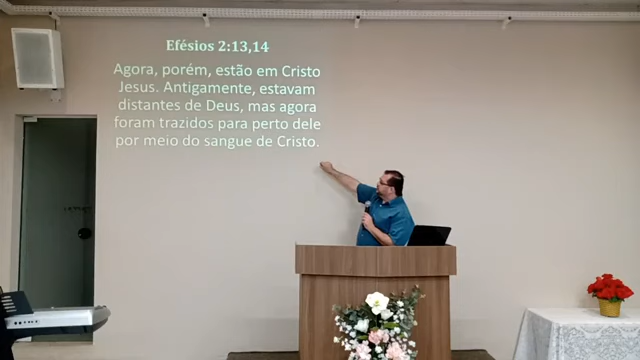 Efésios 2:13,14
Agora, porém, estão em Cristo
Jesus. Antigamente, estavam
distantes de Deus, mas agora
foram trazidos para perto dele
por meio do sangue de Cristo.